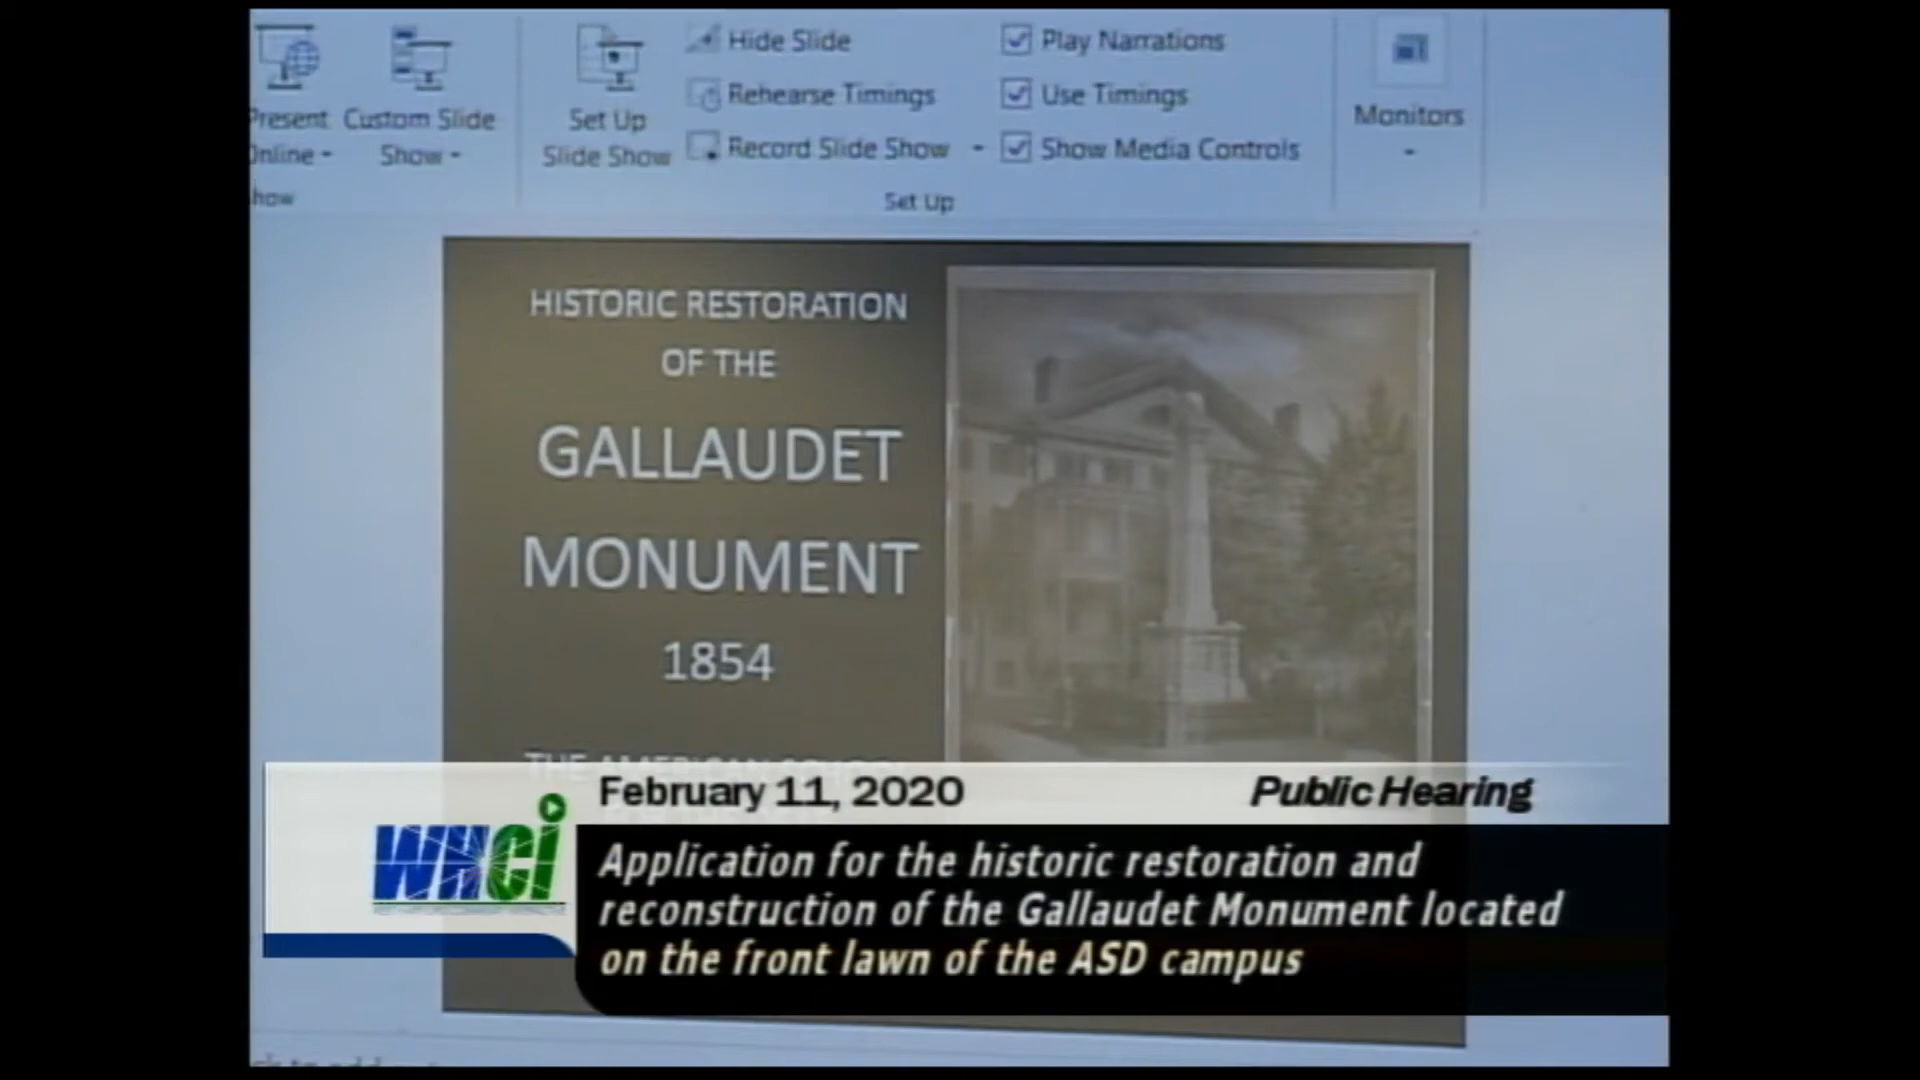 Hide Slide
Play Narrations
Present
Custom Slide
Set Up
Rehearse Timings
Use Timings
Monitors
Online
Show
Slide Show
Record Slide Show
Show Media Controls
Set Up
HISTORIC RESTORATION
OF THE
GALLAUDET
MONUMENT
1854
THE AMERICAN
February 11, 2020
Public Hearing
WHCi
Application for the historic restoration and
reconstruction of the Gallaudet Monument located
on the front lawn of the ASD campus